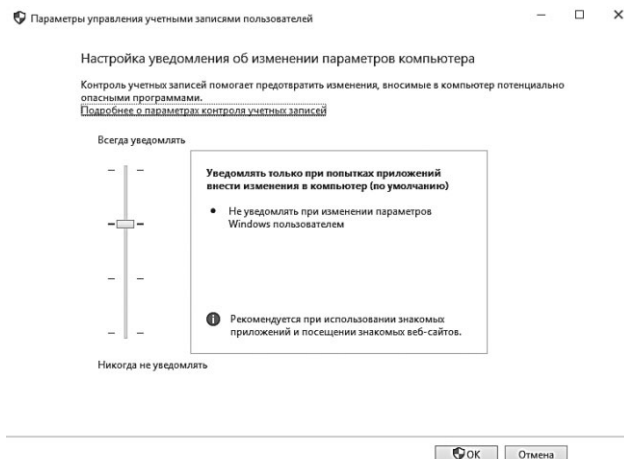 Параметры управления учетными записями пользователей
Настройка уведомления об изменении параметров компьютера
Контроль учетных записей помогает предотвратить изменения, вносимые в компьютер потенциально
опасными программами.
Подробнее о параметрах контроля учетных записей
Всегда уведомлять
Уведомлять только при попытках приложений
внести изменения в компьютер (по умолчанию)
Не уведомлять при изменении параметров
Windows пользователем
Рекомендуется при использовании знакомых
приложений и посещении знакомых веб-сайтов.
Никогда не уведомлять
ОК
Отмена